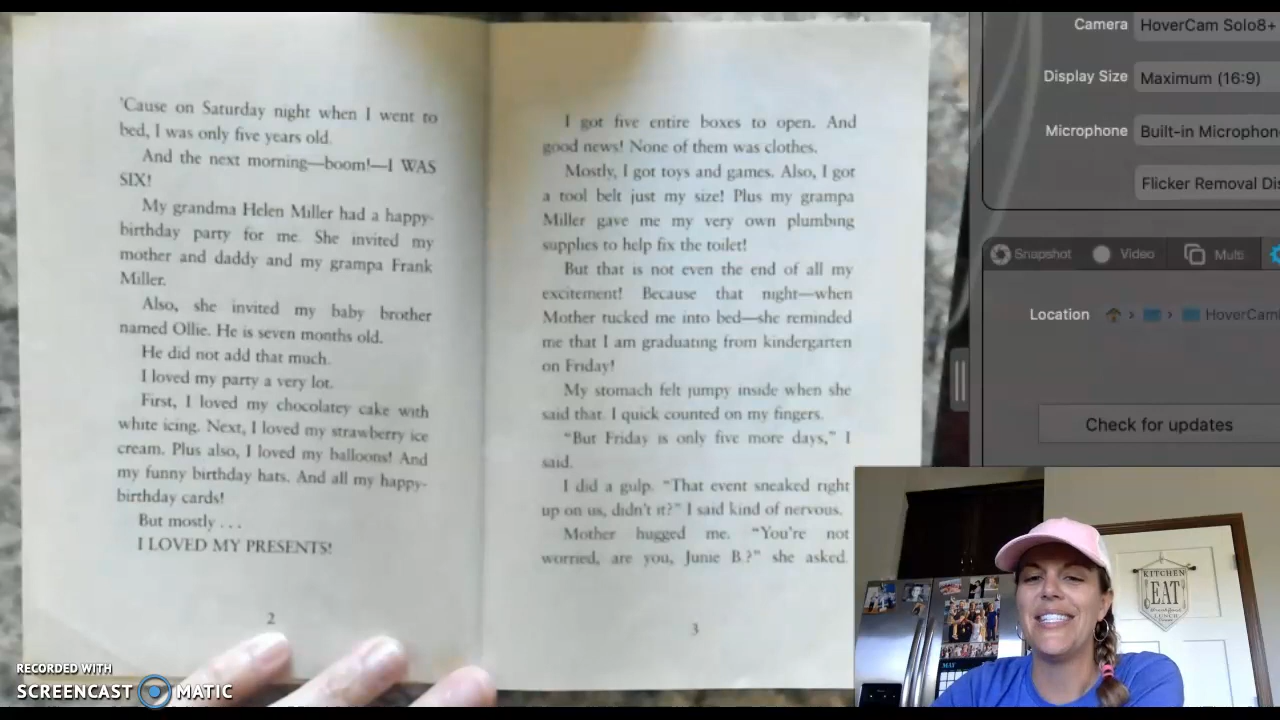 'Cause on Saturday night when I went to
bed, I was only five years old.
And the next morning—boom!—I WAS
SIX!
My grandma Helen Miller had a happy-
birthday party for me. She invited my
mother and daddy and my grampa Frank
Miller.
Also, she invited my baby brother
named Ollie. He is seven months old.
He did not add that much.
I loved my party a very lot.
First, I loved my chocolatey cake with
white icing. Next, I loved my strawberry ice
cream. Plus also, I loved my balloons! And
my funny birthday hats. And all my happy-
birthday cards!
But mostly . . .
I LOVED MY PRESENTS!
2
I got five entire boxes to open. And
good news! None of them was clothes.
Mostly, I got toys and games. Also, I got
a tool belt just my size! Plus my grampa
Miller gave me my very own plumbing
supplies to help fix the toilet!
But that is not even the end of all my
excitement! Because that night—when
Mother tucked me into bed—she reminded
me that I am graduating from kindergarten
on Friday!
My stomach felt jumpy inside when she
said that. I quick counted on my fingers.
"But Friday is only five more days," I
said.
I did a gulp. "That event sneaked right
up on us, didn't it?" I said kind of nervous.
Mother hugged me. "You're not
worried, are you, Junie B.?" she asked.
3
Camera HoverCam Solo8+
Display Size Maximum (16:9)
Microphone Built-in Microphon
Flicker Removal Dis
Snapshot Video Multi
Location HoverCam
Check for updates
KITCHEN
EAT
LUNCH
MAY
RECORDED WITH
SCREENCAST MATIC